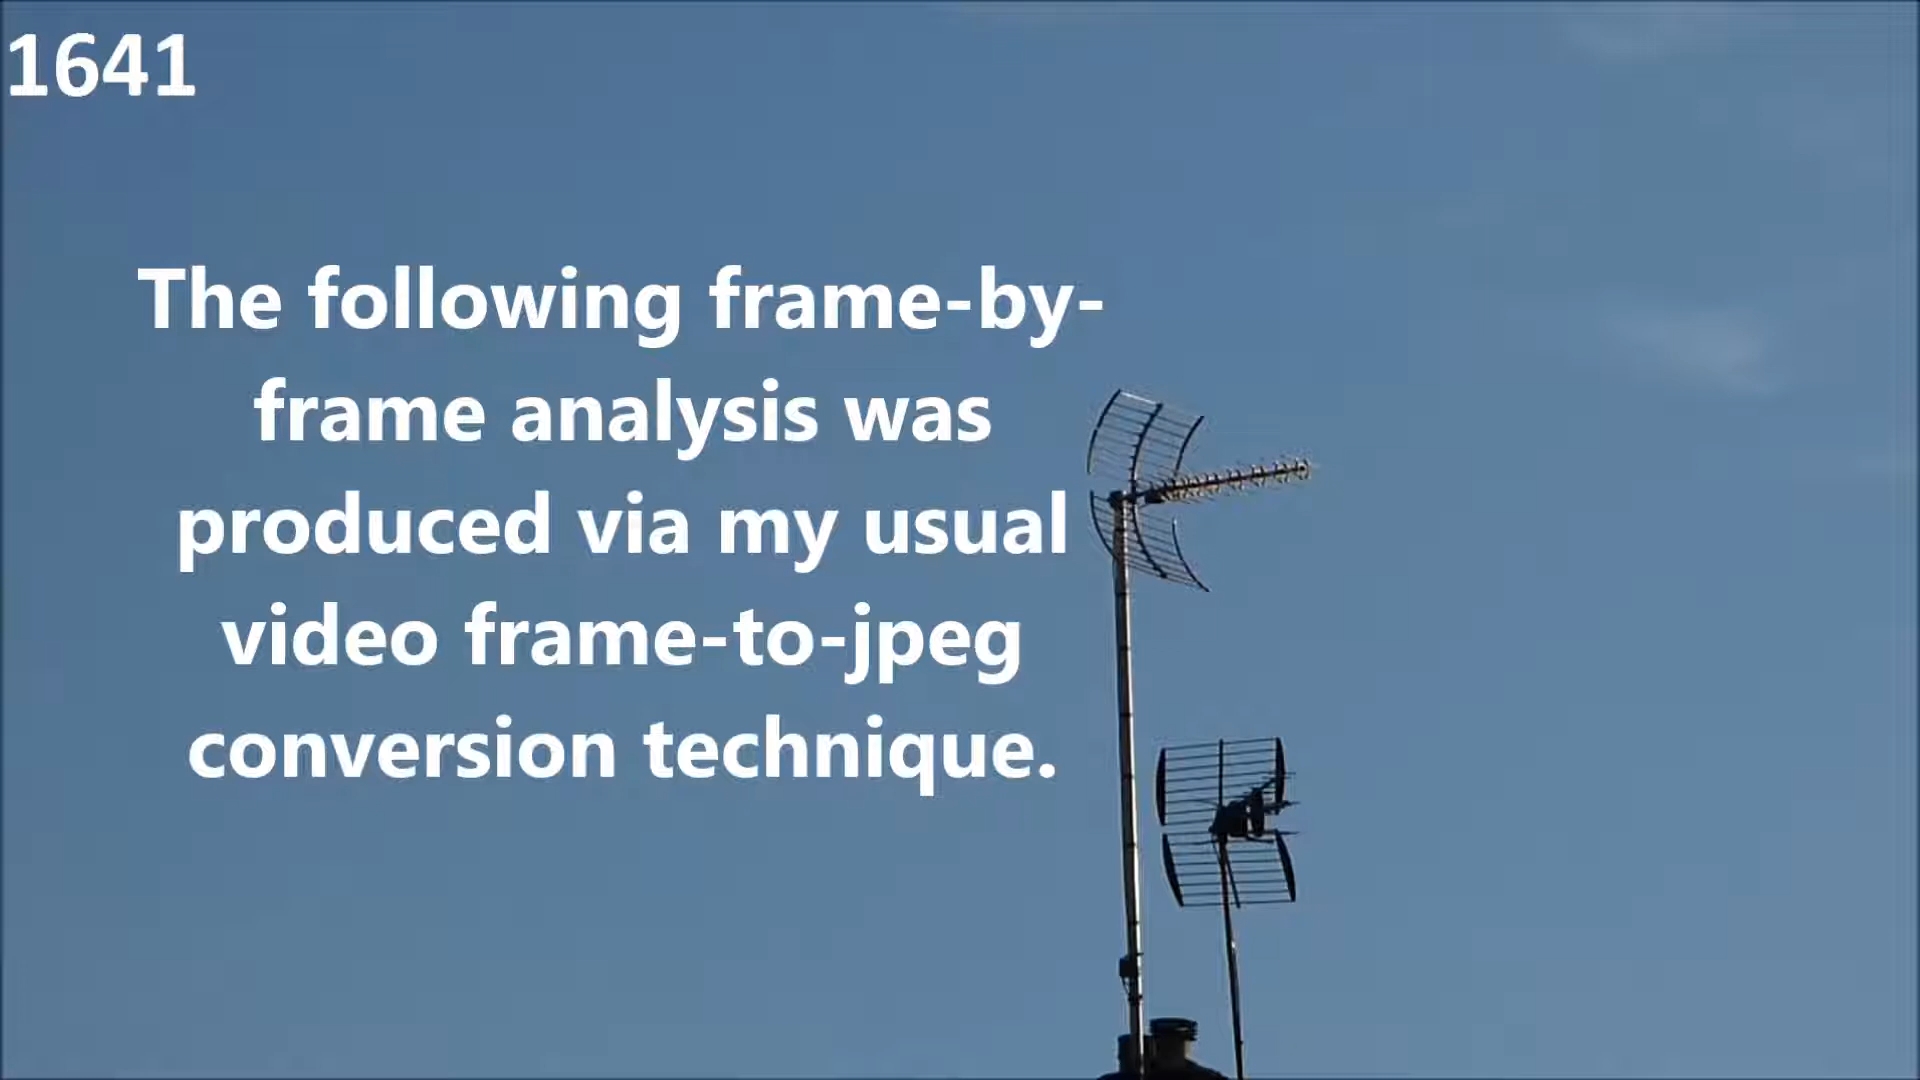 1641
The following frame-by-
frame analysis was
produced via my usual
video frame-to-jpeg
conversion technique.